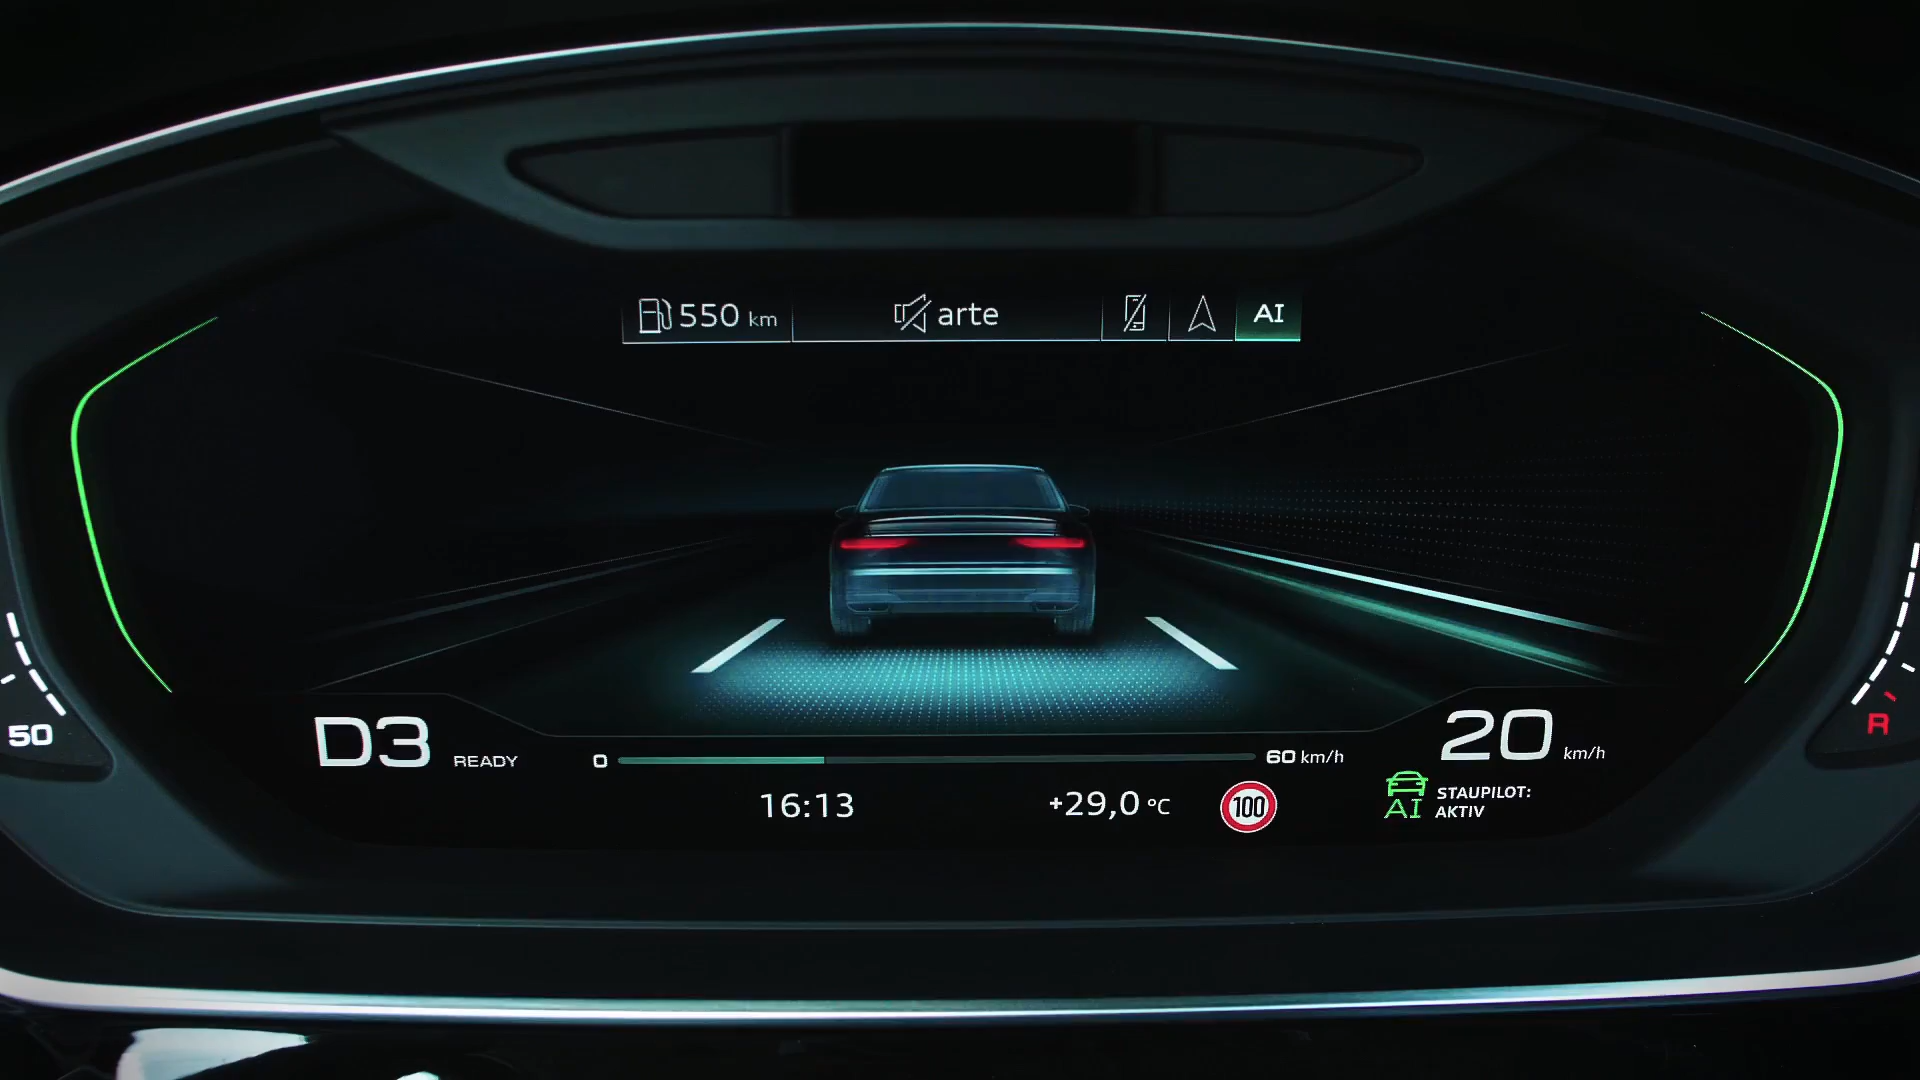 550 km
arte
AI
50
D3 READY
0
60 km/h
20 km/h
R
16:13
+29,0 °C
100
AI
STAUPILOT:
AKTIV